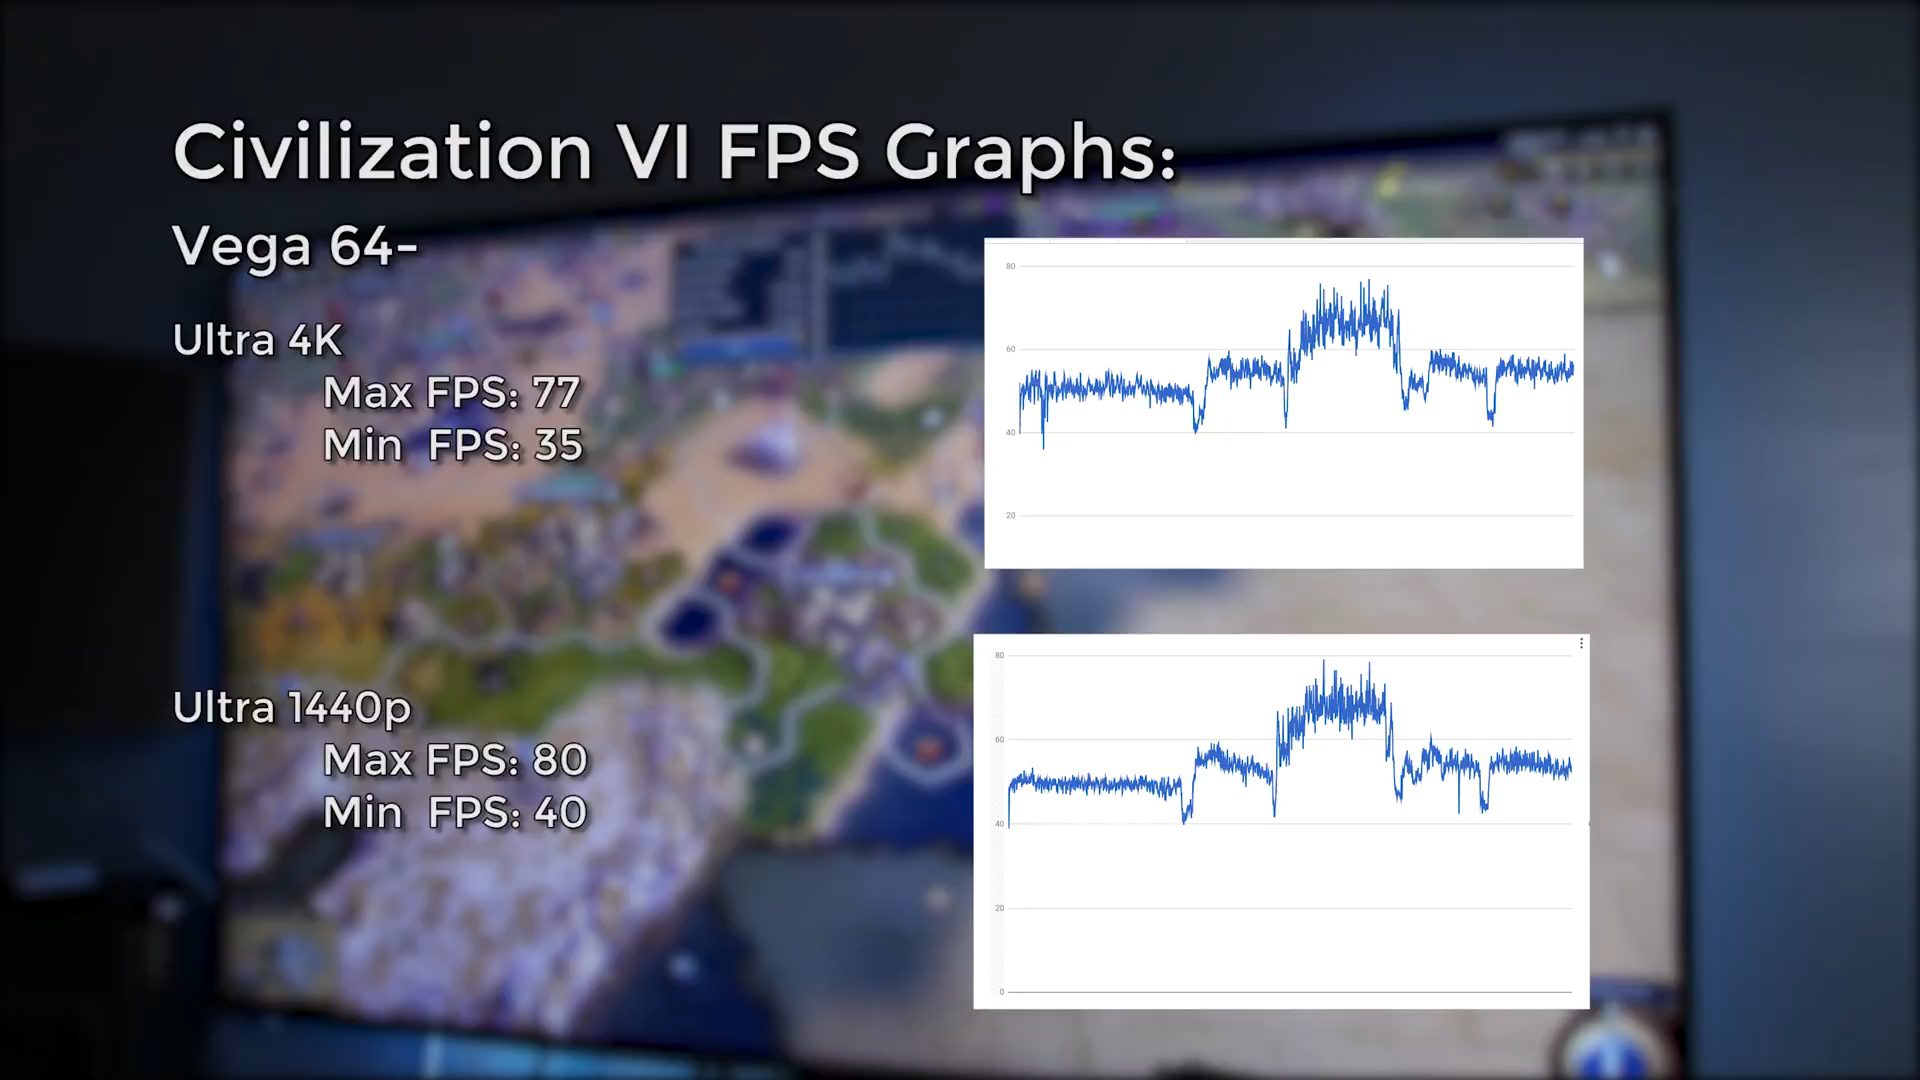 Civilization VI FPS Graphs:
Vega 64-
Ultra 4K
Max FPS: 77
Min FPS: 35
80
60
40
20
Ultra 1440p
Max FPS: 80
Min FPS: 40
80
60
40
20
0